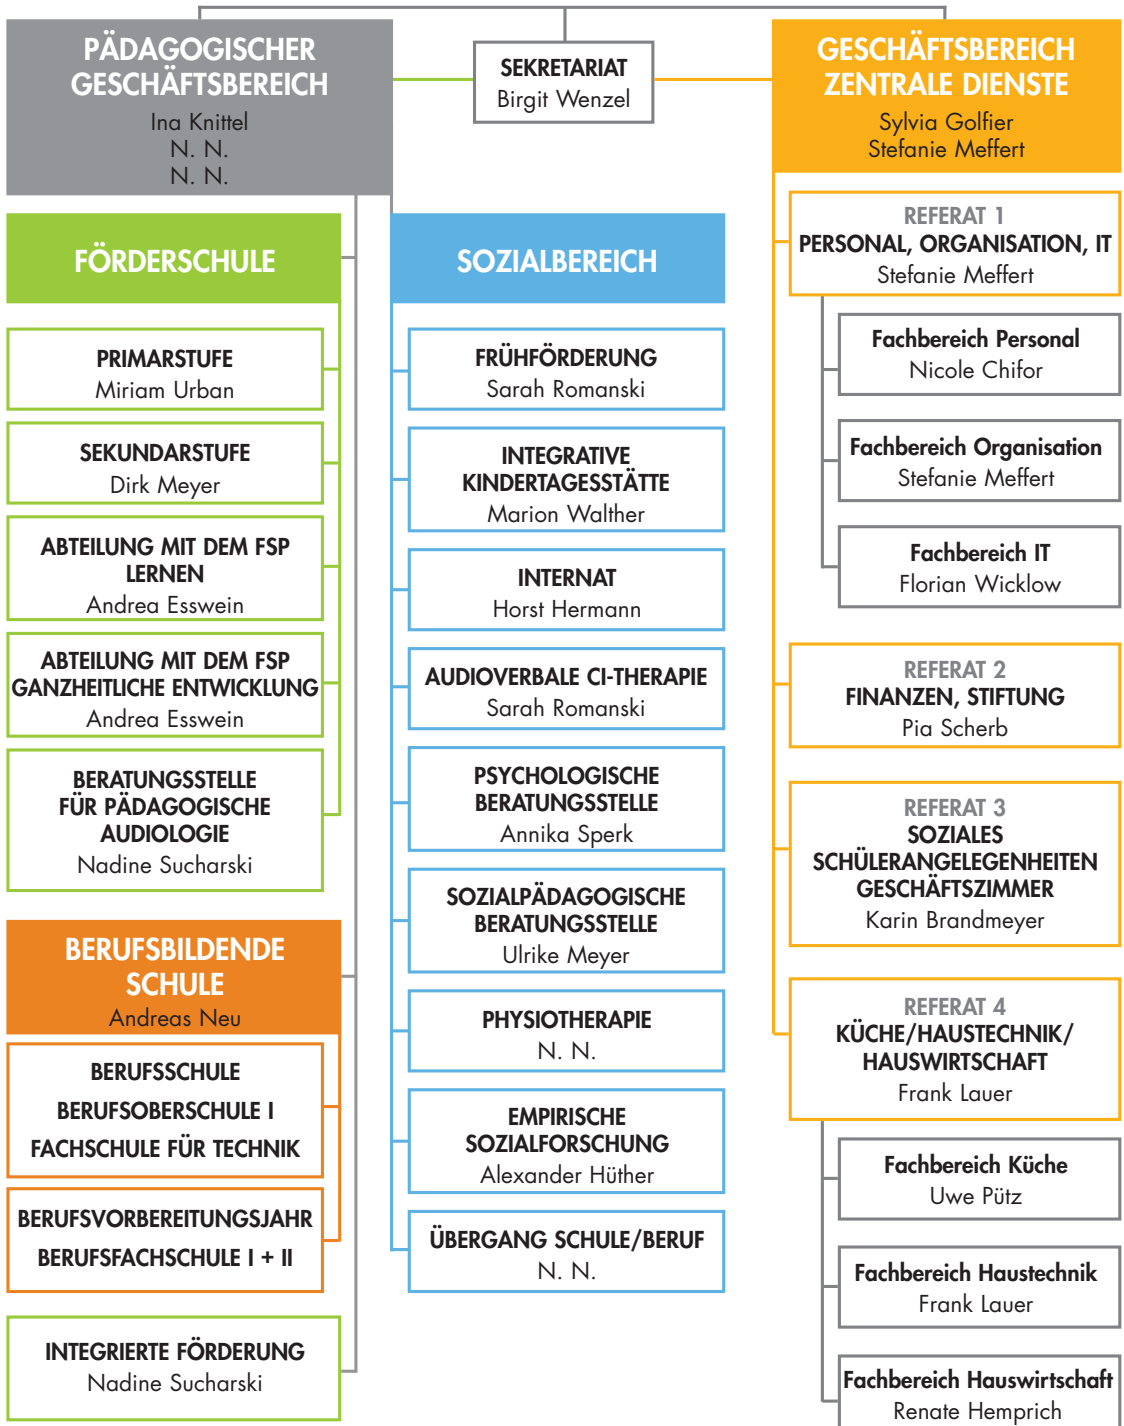 PÄDAGOGISCHER
GESCHÄFTSBEREICH
Ina Knittel
N. N.
N. N.
SEKRETARIAT
Birgit Wenzel
GESCHÄFTSBEREICH
ZENTRALE DIENSTE
Sylvia Golfier
Stefanie Meffert
FÖRDERSCHULE
PRIMARSTUFE
Miriam Urban
SEKUNDARSTUFE
Dirk Meyer
ABTEILUNG MIT DEM FSP
LERNEN
Andrea Esswein
ABTEILUNG MIT DEM FSP
GANZHEITLICHE ENTWICKLUNG
Andrea Esswein
BERATUNGSSTELLE
FÜR PÄDAGOGISCHE
AUDIOLOGIE
Nadine Sucharski
BERUFSBILDENDE
SCHULE
Andreas Neu
BERUFSSCHULE
BERUFSOBERSCHULE I
FACHSCHULE FÜR TECHNIK
BERUFSVORBEREITUNGSJAHR
BERUFSFACHSCHULE I + II
INTEGRIERTE FÖRDERUNG
Nadine Sucharski
SOZIALBEREICH
FRÜHFÖRDERUNG
Sarah Romanski
INTEGRATIVE
KINDERTAGESSTÄTTE
Marion Walther
INTERNAT
Horst Hermann
AUDIOVERBALE CI-THERAPIE
Sarah Romanski
PSYCHOLOGISCHE
BERATUNGSSTELLE
Annika Sperk
SOZIALPÄDAGOGISCHE
BERATUNGSSTELLE
Ulrike Meyer
PHYSIOTHERAPIE
N. N.
EMPIRISCHE
SOZIALFORSCHUNG
Alexander Hüther
ÜBERGANG SCHULE/BERUF
N. N.
REFERAT 1
PERSONAL, ORGANISATION, IT
Stefanie Meffert
Fachbereich Personal
Nicole Chifor
Fachbereich Organisation
Stefanie Meffert
Fachbereich IT
Florian Wicklow
REFERAT 2
FINANZEN, STIFTUNG
Pia Scherb
REFERAT 3
SOZIALES
SCHÜLERANGELEGENHEITEN
GESCHÄFTSZIMMER
Karin Brandmeyer
REFERAT 4
KÜCHE/HAUSTECHNIK/
HAUSWIRTSCHAFT
Frank Lauer
Fachbereich Küche
Uwe Pütz
Fachbereich Haustechnik
Frank Lauer
Fachbereich Hauswirtschaft
Renate Hemprich